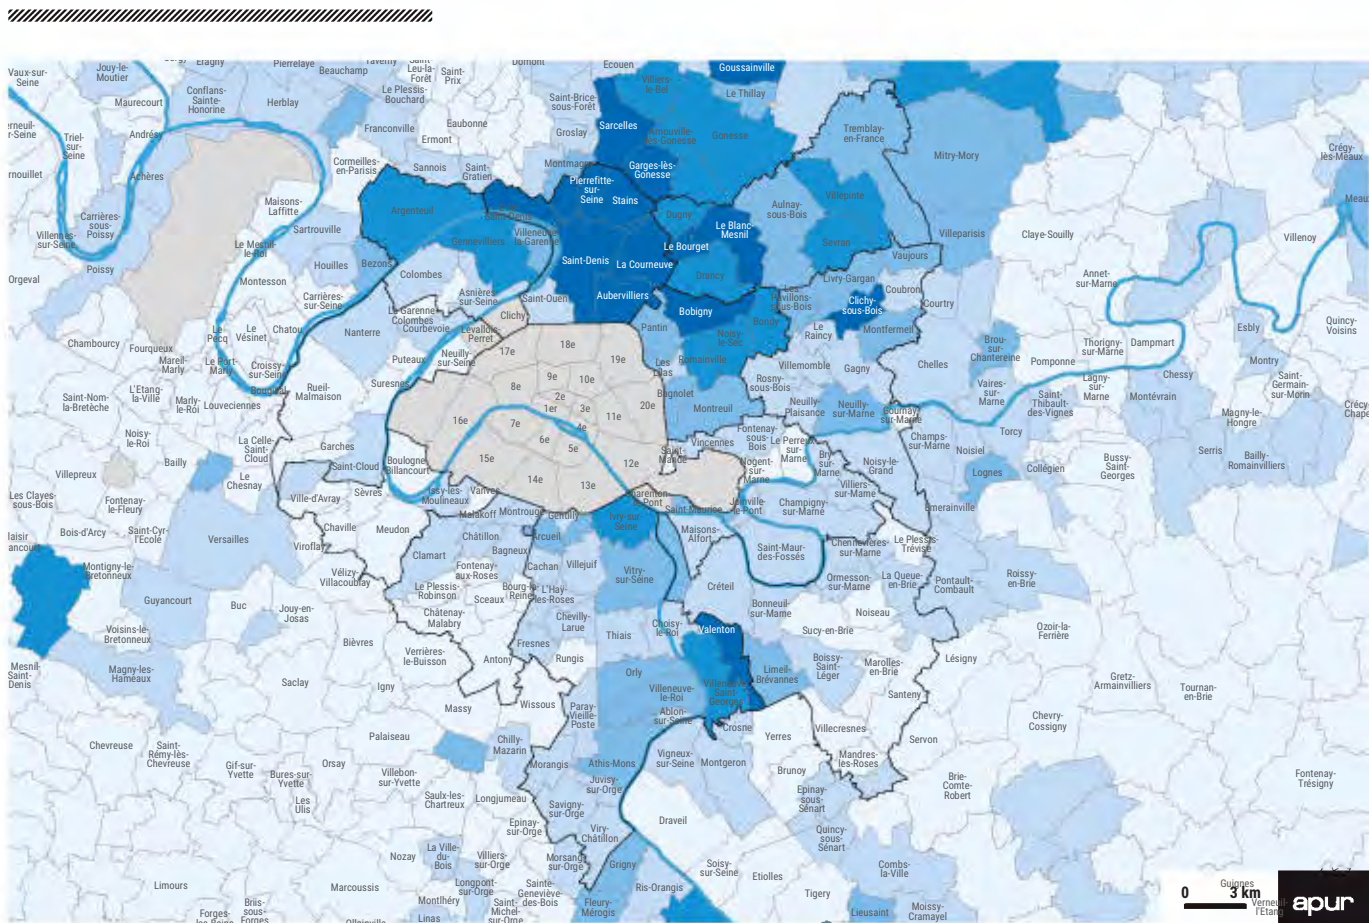 Ecouen
Goussainville
Vaux-sur-
Seine
Jouy-le-
Moutier
Eragny
Pierrelaye
Beauchamp
Taverny
Saint-
Leu-la-
Forêt
Saint-
Prix
Domont
Villiers-
le-Bel
Le Thillay
Maurecourt
Conflans-
Sainte-
Honorine
Herblay
Le Plessis-
Bouchard
Saint-Brice-
sous-Forêt
Franconville
Eaubonne
Ermont
Groslay
Sarcelles
Arnouville-
lès-Gonesse
Gonesse
Tremblay-
en-France
Mitry-Mory
Crégy-
lès-Meaux
Triel-
sur-
Seine
Andrésy
Achères
Cormeilles-
en-Parisis
Sannois
Saint-
Gratien
Montmagny
Garges-lès-
Gonesse
Pierrefitte-
sur-
Seine
Stains
Villepinte
Aulnay-
sous-Bois
Carrières-
sous-
Poissy
Maisons-
Laffitte
Argenteuil
Dugny
Le Blanc-
Mesnil
Villennes-
sur-Seine
Le Mesnil-
le-Roi
Sartrouville
Gennevilliers
Villeneuve-
la-Garenne
Le Bourget
Sevran
Villeparisis
Claye-Souilly
Villenoy
Vaujours
Orgeval
Poissy
Houilles
Bezons
Colombes
Saint-Denis
La Courneuve
Drancy
Livry-Gargan
Coubron
Annet-
sur-Marne
Montesson
Carrières-
sur-Seine
Asnières-
sur-Seine
Saint-Ouen
Aubervilliers
Bobigny
Les
Pavillons-
sous-Bois
Clichy-
sous-Bois
Courtry
La Garenne-
Colombes
Courbevoie
Clichy
Levallois-
Perret
Pantin
Noisy-
le-Sec
Bondy
Le
Raincy
Montfermeil
Chambourcy
Fourqueux
Mareil-
Marly
Le
Pecq
Le
Vésinet
Chatou
Nanterre
Puteaux
Neuilly-
sur-Seine
17e
18e
19e
Les
Lilas
Romainville
Villemomble
Gagny
Chelles
Brou-
sur-
Chantereine
Pomponne
Thorigny-
sur-Marne
Dampmart
Esbly
Quincy-
Voisins
Le Port-
Marly
Croissy-
sur-Seine
Bougival
Rueil-
Malmaison
Suresnes
8e
9e
10e
Bagnolet
Rosny-
sous-Bois
Vaires-
sur-
Marne
Lagny-
sur-
Marne
Chessy
Montry
Saint-
Germain-
sur-Morin
Saint-Nom-
la-Bretèche
L'Etang-
la-Ville
Marly-
le-Roi
Louveciennes
16e
7e
1er
2e
3e
4e
11e
20e
Montreuil
Neuilly-
Plaisance
Neuilly-
sur-Marne
Gournay-
sur-Marne
Saint-
Thibault-
des-Vignes
Montévrain
Magny-le-
Hongre
Noisy-
le-Roi
La Celle-
Saint-
Cloud
Garches
6e
5e
Vincennes
Fontenay-
sous-
Bois
Le Perreux-
sur-
Marne
Champs-
sur-Marne
Noisiel
Torcy
Serris
Bailly-
Romainvilliers
Villepreux
Bailly
Le
Chesnay
Saint-Cloud
Boulogne-
Billancourt
15e
12e
Saint-
Mandé
Nogent-
sur-
Marne
Bry-
sur-
Marne
Noisy-le-
Grand
Lognes
Collégien
Bussy-
Saint-
Georges
Les Clayes-
sous-Bois
Fontenay-
le-Fleury
Ville-d'Avray
Sèvres
Issy-les-
Moulineaux
Vanves
Malakoff
Montrouge
14e
13e
Gentilly
Charenton-
le-Pont
Saint-Maurice
Joinville-
le-Pont
Champigny-
sur-Marne
Villiers-
sur-Marne
Emerainville
Bois-d'Arcy
Saint-Cyr-
l'Ecole
Versailles
Viroflay
Chaville
Meudon
Châtillon
Arcueil
Ivry-sur-
Seine
Maisons-
Alfort
Saint-Maur-
des-Fossés
Chennevières-
sur-Marne
Le Plessis-
Trévise
Montigny-le-
Bretonneux
Vélizy-
Villacoublay
Clamart
Fontenay-
aux-Roses
Bagneux
Cachan
Villejuif
Vitry-
sur-Seine
Créteil
Ormesson-
sur-Marne
La Queue-
en-Brie
Pontault-
Combault
Roissy-
en-Brie
Guyancourt
Buc
Jouy-en-
Josas
Le Plessis-
Robinson
Sceaux
Bourg-la-
Reine
L'Haÿ-
les-Roses
Châtenay-
Malabry
Chevilly-
Larue
Bonneuil-
sur-Marne
Noiseau
Voisins-le-
Bretonneux
Bièvres
Verrières-
le-Buisson
Antony
Fresnes
Rungis
Thiais
Choisy-
le-Roi
Valenton
Sucy-en-Brie
Ozoir-la-
Ferrière
Mesnil-
Saint-
Denis
Magny-les-
Hameaux
Saclay
Igny
Massy
Wissous
Orly
Limeil-
Brévannes
Boissy-
Saint-
Léger
Marolles-
en-Brie
Lésigny
Santeny
Gretz-
Armainvilliers
Tournan-
en-Brie
Villeneuve-
le-Roi
Villeneuve-
Saint-
Georges
Paray-
Vieille-
Poste
Ablon-
sur-Seine
Crosne
Yerres
Villecresnes
Servon
Chevry-
Cossigny
Chevreuse
Saint-
Rémy-lès-
Chevreuse
Palaiseau
Chilly-
Mazarin
Morangis
Athis-Mons
Vigneux-
sur-Seine
Montgeron
Brunoy
Mandres-
les-Roses
Gif-sur-
Yvette
Bures-sur-
Yvette
Orsay
Les
Ulis
Villebon-
sur-Yvette
Saulx-les-
Chartreux
Longjumeau
Juvisy-
sur-Orge
Savigny-
sur-Orge
Epinay-
sous-
Sénart
Brie-
Comte-
Robert
Fontenay-
Trésigny
Epinay-
sur-Orge
Viry-
Châtillon
Draveil
Quincy-
sous-
Sénart
Nozay
La Ville-
du-
Bois
Villiers-
sur-Orge
Morsang-
sur-Orge
Grigny
Soisy-
sur-Seine
Etiolles
Combs-
la-Ville
Limours
Marcoussis
Longpont-
sur-Orge
Montlhéry
Sainte-
Geneviève-
des-Bois
Ris-Orangis
Tigery
Fleury-
Mérogis
Saint-
Michel-
sur-Orge
Linas
Briis-
sous-
Forges
Lieusaint
Moissy-
Cramayel
Guignes
0 3 km
apur